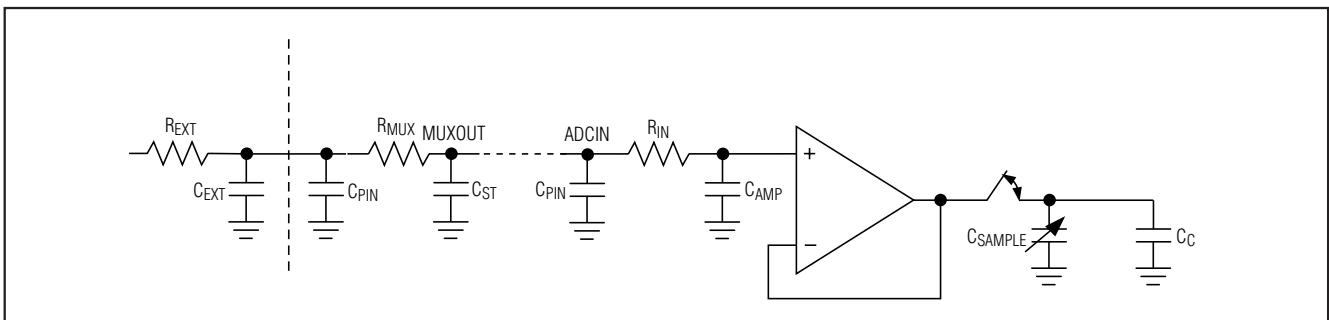 REXT
CEXT
CPIN
RMUX
MUXOUT
CST
ADCIN
CPIN
RIN
CAMP
+
−
CSAMPLE
CC